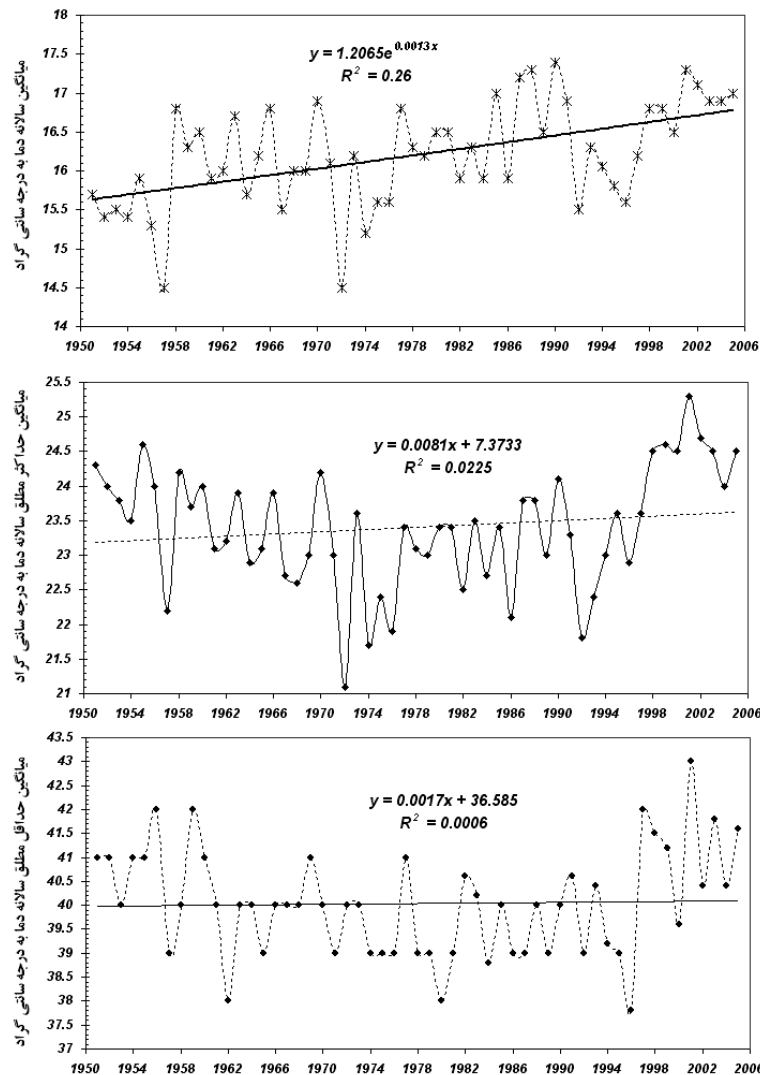 میانگین سالانه دما به درجه سانتی گراد
18
17.5
17
16.5
16
15.5
15
14.5
14
y = 1.2065e^0.0013x
R² = 0.26
1950 1954 1958 1962 1966 1970 1974 1978 1982 1986 1990 1994 1998 2002 2006
میانگین حداکثر مطلق سالانه دما به درجه سانتی گراد
25.5
25
24.5
24
23.5
23
22.5
22
21.5
21
y = 0.0081x + 7.3733
R² = 0.0225
1950 1954 1958 1962 1966 1970 1974 1978 1982 1986 1990 1994 1998 2002 2006
میانگین حداقل مطلق سالانه دما به درجه سانتی گراد
43.5
43
42.5
42
41.5
41
40.5
40
39.5
39
38.5
38
37.5
37
y = 0.0017x + 36.585
R² = 0.0006
1950 1954 1958 1962 1966 1970 1974 1978 1982 1986 1990 1994 1998 2002 2006